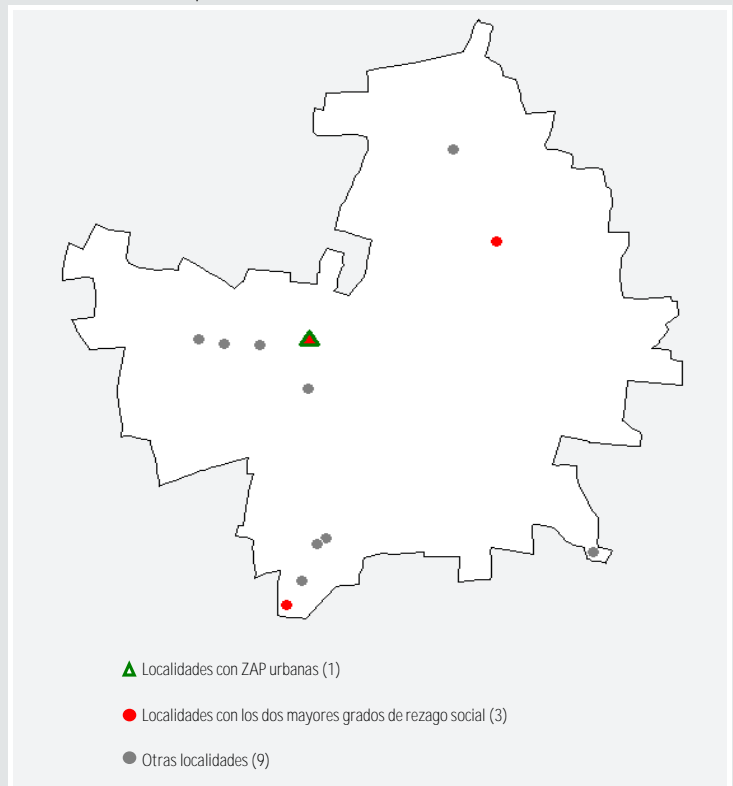 Localidades con ZAP urbanas (1)
Localidades con los dos mayores grados de rezago social (3)
Otras localidades (9)